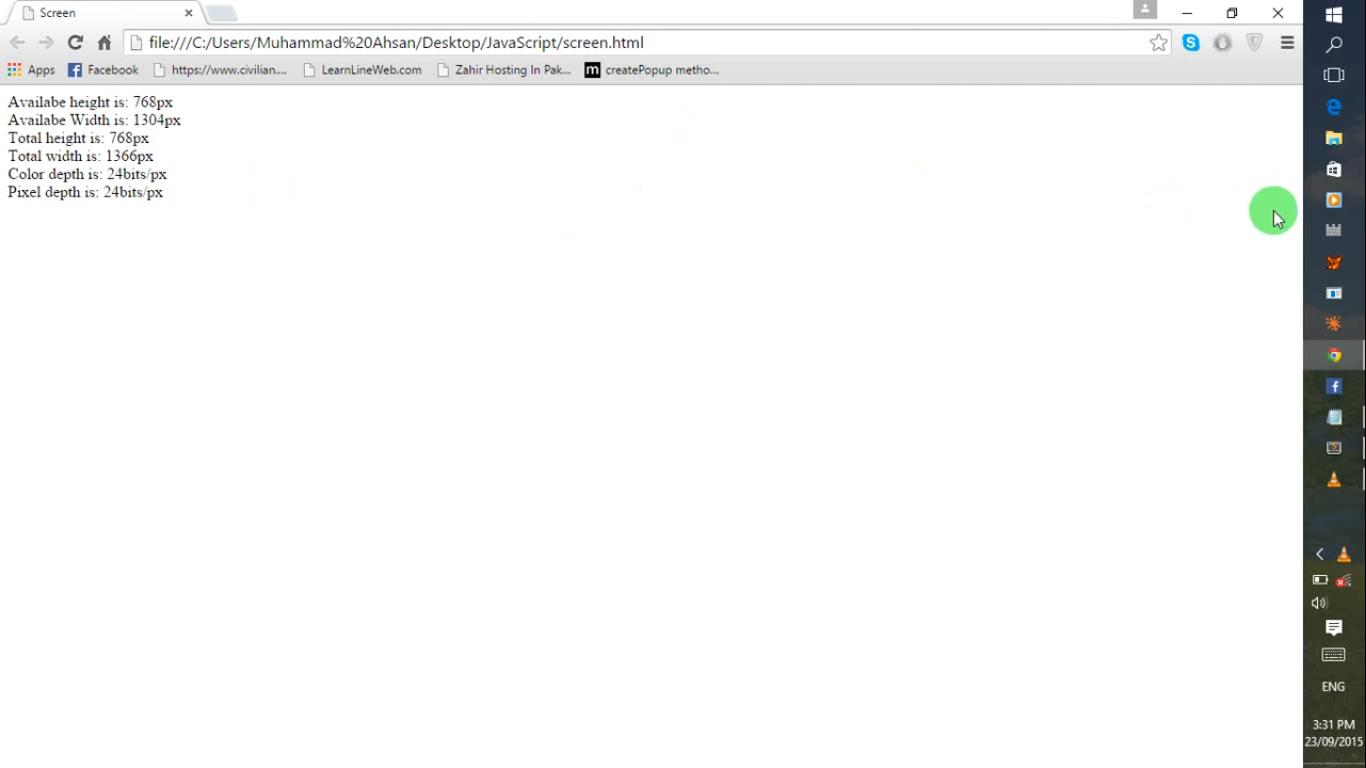 Screen
file:///C:/Users/Muhammad%20Ahsan/Desktop/JavaScript/screen.html
Apps Facebook https://www.civilian.... LearnLineWeb.com Zahir Hosting In Pak... m createPopup metho...
Availabe height is: 768px
Availabe Width is: 1304px
Total height is: 768px
Total width is: 1366px
Color depth is: 24bits/px
Pixel depth is: 24bits/px
ENG
3:31 PM
23/09/2015